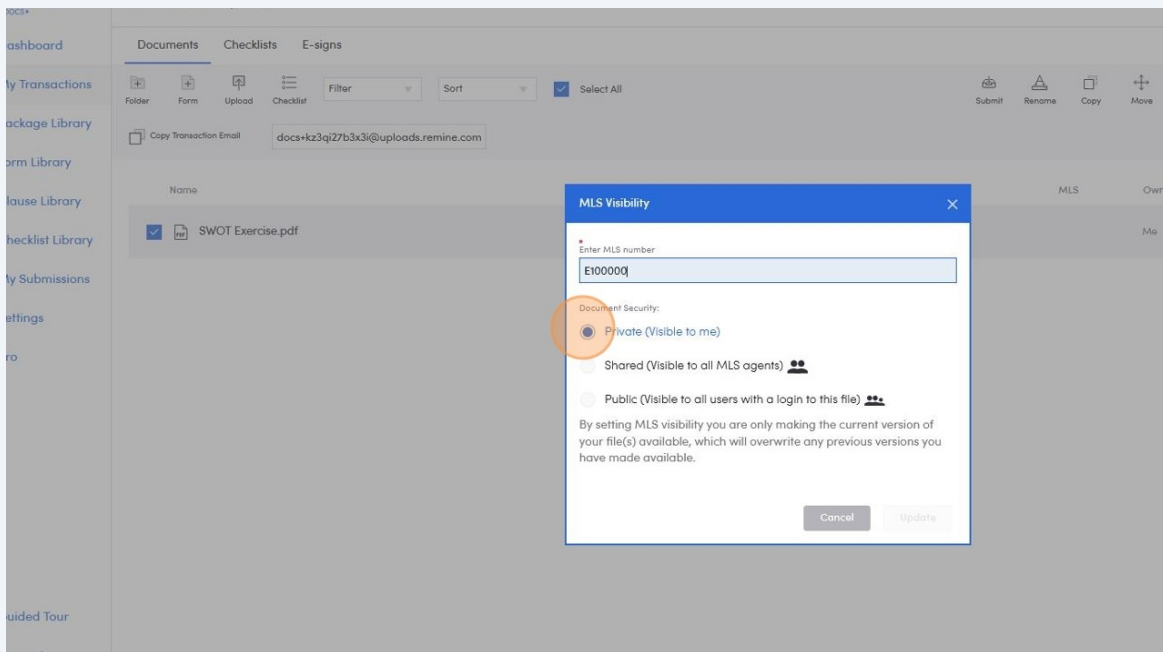 ocs+
ashboard
Documents Checklists E-signs
My Transactions
Folder Form Upload Checklist Filter Sort Select All Submit Rename Copy Move
ackage Library
Copy Transaction Email docs+kz3qi27b3x3i@uploads.remine.com
orm Library
Name MLS Own
lause Library
MLS Visibility
SWOT Exercise.pdf Me
hecklist Library
Enter MLS number
E100000
My Submissions
Document Security:
ettings
Private (Visible to me)
ro
Shared (Visible to all MLS agents)
Public (Visible to all users with a login to this file)
By setting MLS visibility you are only making the current version of
your file(s) available, which will overwrite any previous versions you
have made available.
Cancel Update
uided Tour